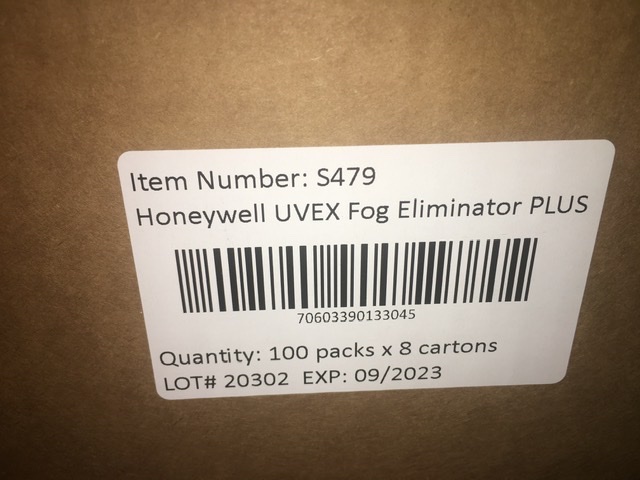 Item Number: S479
Honeywell UVEX Fog Eliminator PLUS
70603390133045
Quantity: 100 packs x 8 cartons
LOT# 20302 EXP: 09/2023